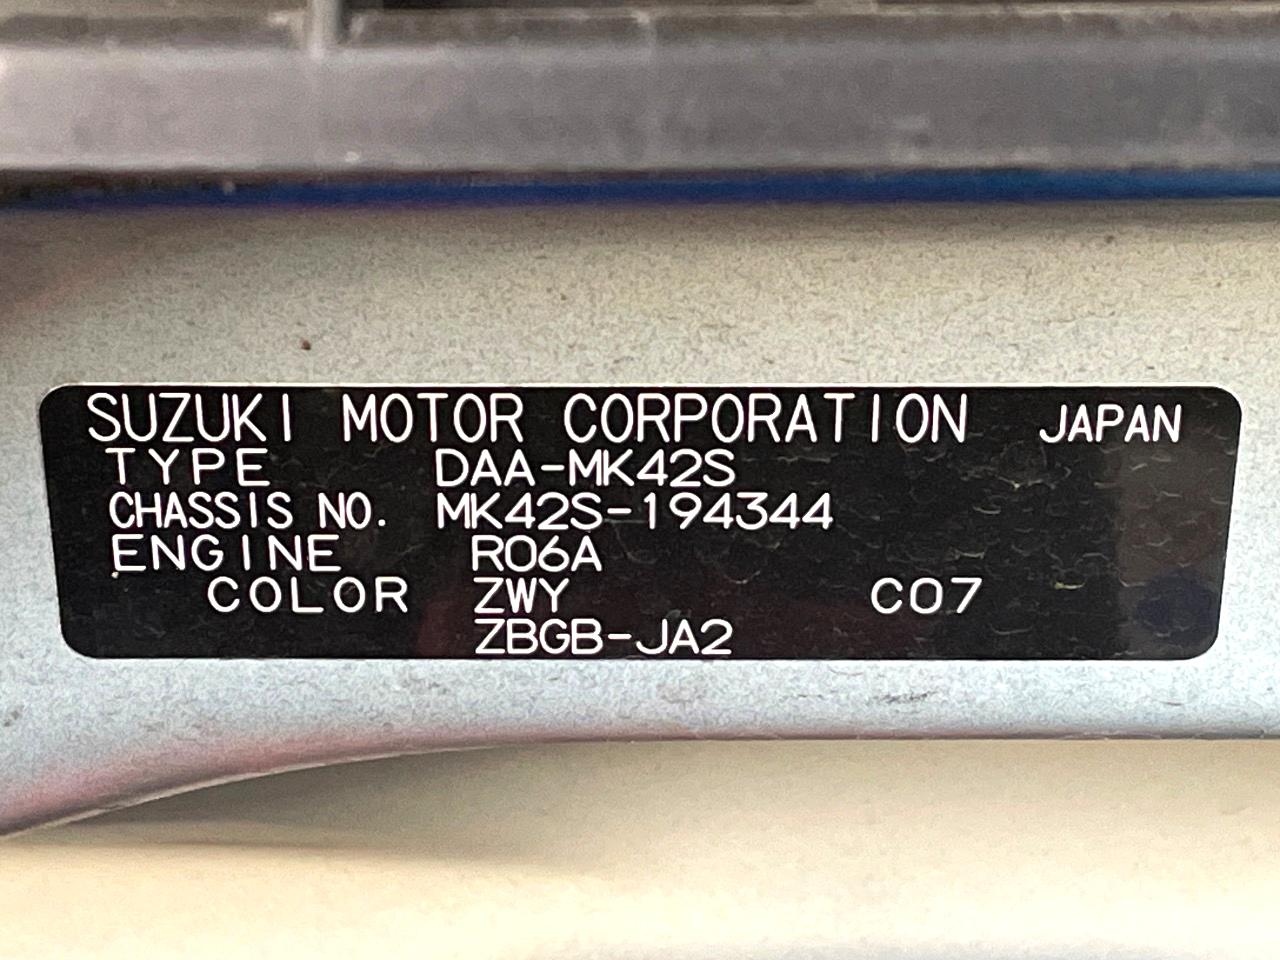 SUZUKI MOTOR CORPORATION JAPAN
TYPE DAA-MK42S
CHASSIS NO. MK42S-194344
ENGINE R06A
COLOR ZWY C07
ZBGB-JA2